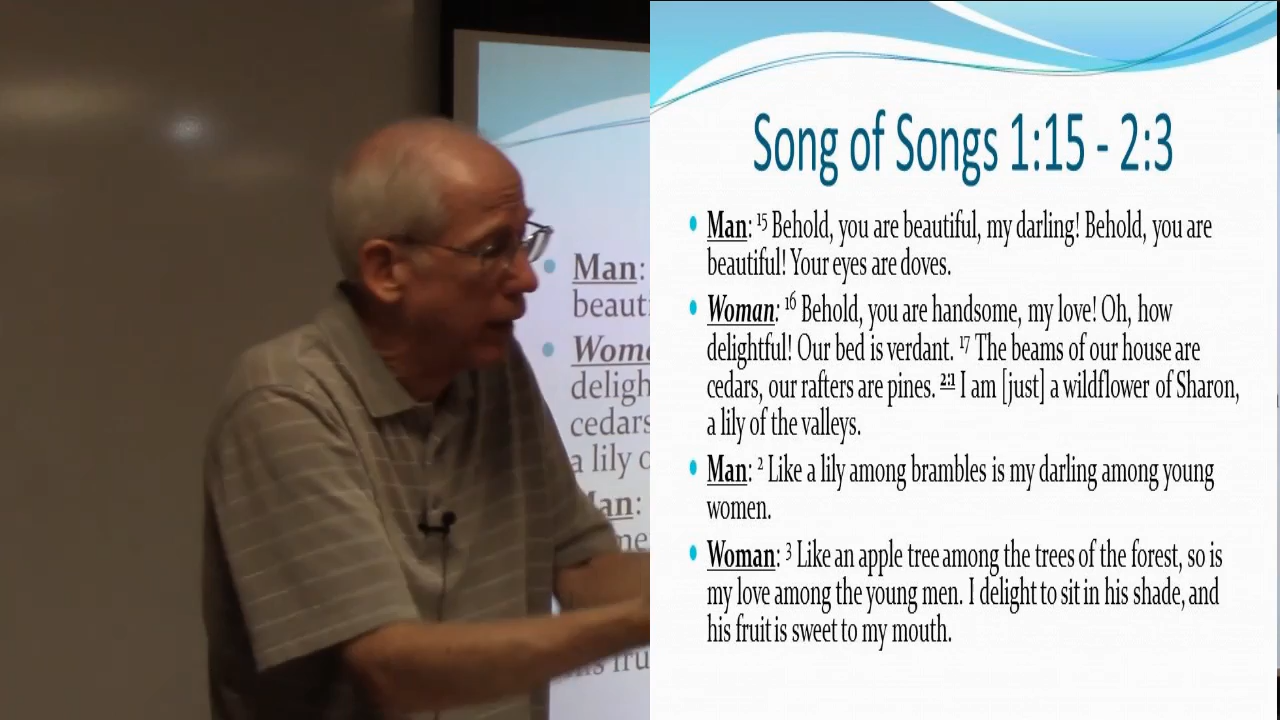 Song of Songs 1:15 - 2:3
• Man: 15 Behold, you are beautiful, my darling! Behold, you are
beautiful! Your eyes are doves.
• Woman: 16 Behold, you are handsome, my love! Oh, how
delightful! Our bed is verdant. 17 The beams of our house are
cedars, our rafters are pines. 2:1 I am [just] a wildflower of Sharon,
a lily of the valleys.
• Man: 2 Like a lily among brambles is my darling among young
women.
• Woman: 3 Like an apple tree among the trees of the forest, so is
my love among the young men. I delight to sit in his shade, and
his fruit is sweet to my mouth.
• Man:
beauti
• Wome
deligh
cedars
a lily o
an:
me
his fru